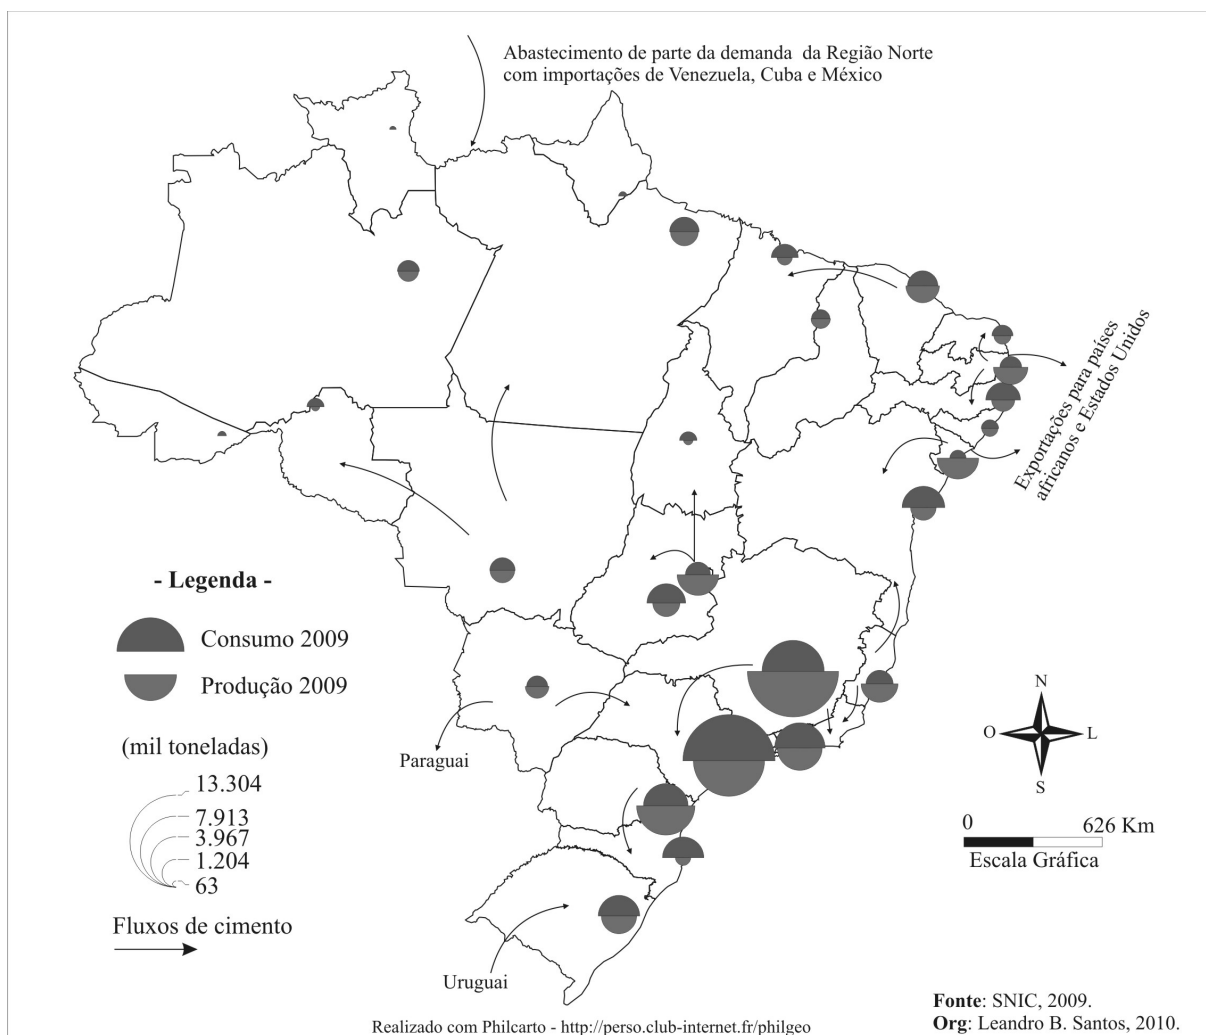 Abastecimento de parte da demanda da Região Norte
com importações de Venezuela, Cuba e México
Exportações para países
africanos e Estados Unidos
- Legenda -
Consumo 2009
Produção 2009
(mil toneladas)
13.304
7.913
3.967
1.204
63
Fluxos de cimento
Paraguai
Uruguai
N
O
L
S
0 626 Km
Escala Gráfica
Fonte: SNIC, 2009.
Org: Leandro B. Santos, 2010.
Realizado com Philcarto - http://perso.club-internet.fr/philgeo